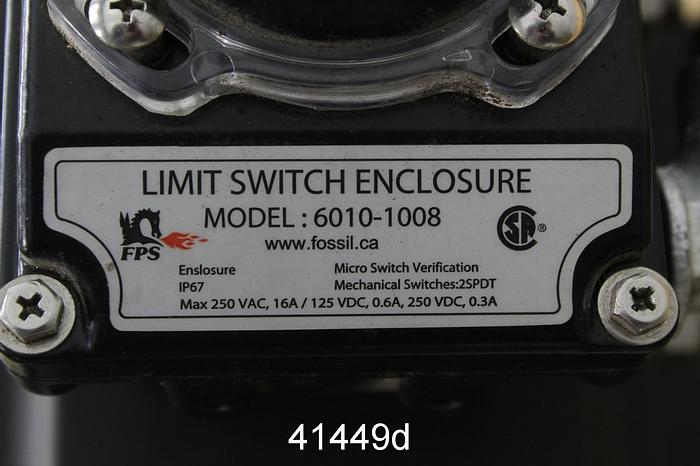 LIMIT SWITCH ENCLOSURE
MODEL : 6010-1008
www.fossil.ca
FPS
SA ®
Enslosure
IP67
Micro Switch Verification
Mechanical Switches:2SPDT
Max 250 VAC, 16A / 125 VDC, 0.6A, 250 VDC, 0.3A
41449d